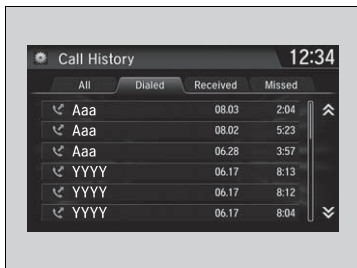 Call History 12:34
All Dialed Received Missed
Aaa 08.03 2:04
Aaa 08.02 5:23
Aaa 06.28 3:57
YYYY 06.17 8:13
YYYY 06.17 8:12
YYYY 06.17 8:04